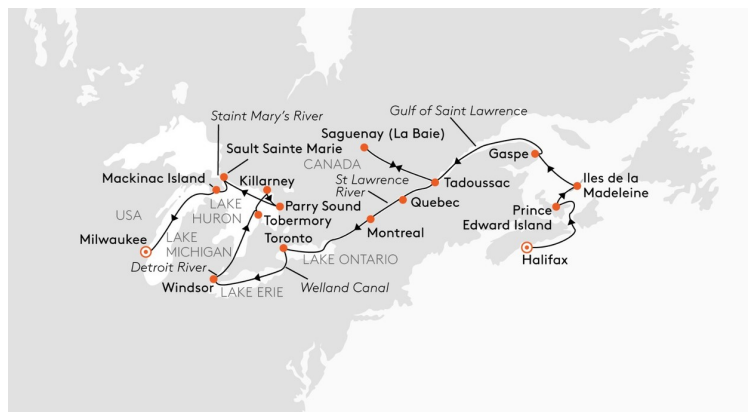 Staint Mary's River
Gulf of Saint Lawrence
Saguenay (La Baie)
Sault Sainte Marie
Gaspe
CANADA
Mackinac Island
Killarney
St Lawrence
River
Tadoussac
Iles de la
Madeleine
LAKE
HURON
Parry Sound
Quebec
USA
Tobermory
Prince
Edward Island
Milwaukee
LAKE
MICHIGAN
Toronto
Montreal
LAKE ONTARIO
Halifax
Detroit River
Windsor
LAKE ERIE
Welland Canal